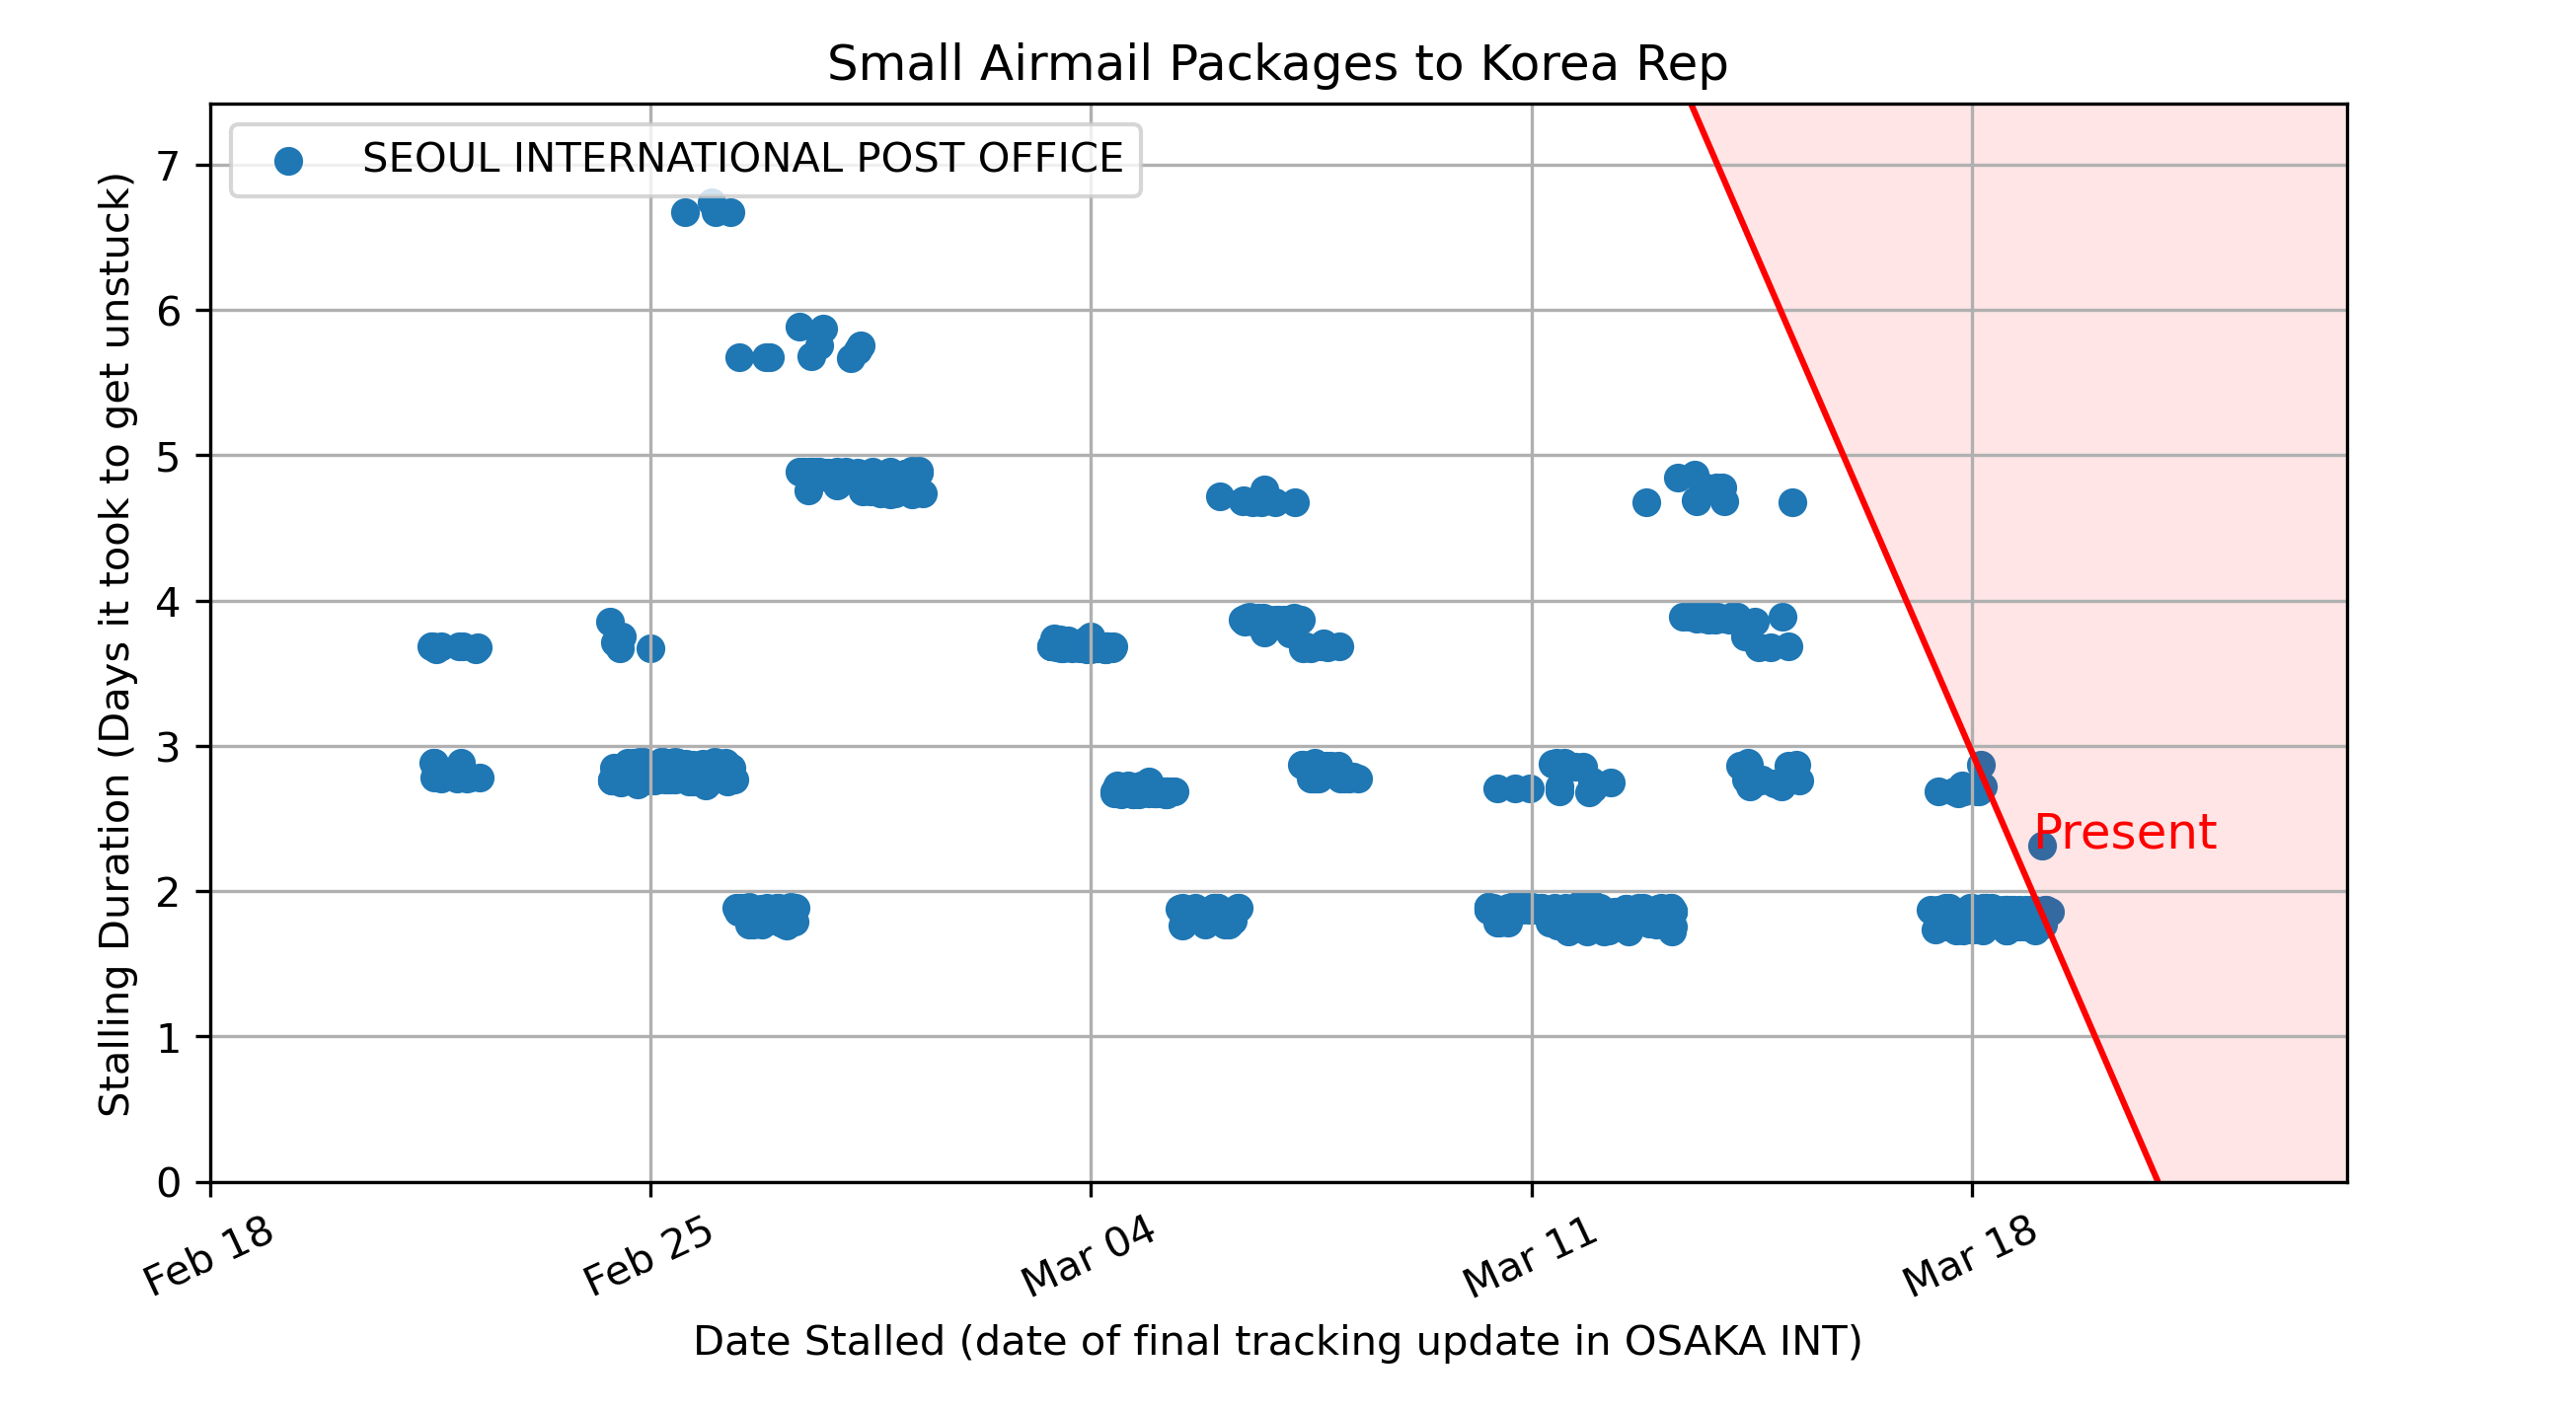 Small Airmail Packages to Korea Rep
SEOUL INTERNATIONAL POST OFFICE
Stalling Duration (Days it took to get unstuck)
7
6
5
4
3
2
1
0
Present
Feb 18
Feb 25
Mar 04
Mar 11
Mar 18
Date Stalled (date of final tracking update in OSAKA INT)